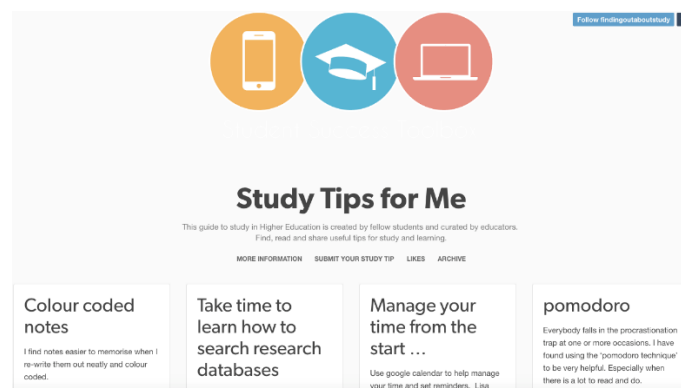 Follow findingoutaboutstudy
Study Tips for Me
This guide to study in Higher Education is created by fellow students and curated by educators.
Find, read and share useful tips for study and learning.
MORE INFORMATION SUBMIT YOUR STUDY TIP LIKES ARCHIVE
Colour coded
notes
I find notes easier to memorise when I
re-write them out neatly and colour
coded.
Take time to
learn how to
search research
databases
Manage your
time from the
start ...
Use google calendar to help manage
your time and set reminders. Lisa
pomodoro
Everybody falls in the procrastionation
trap at one or more occasions. I have
found using the 'pomodoro technique'
to be very helpful. Especially when
there is a lot to read and do.